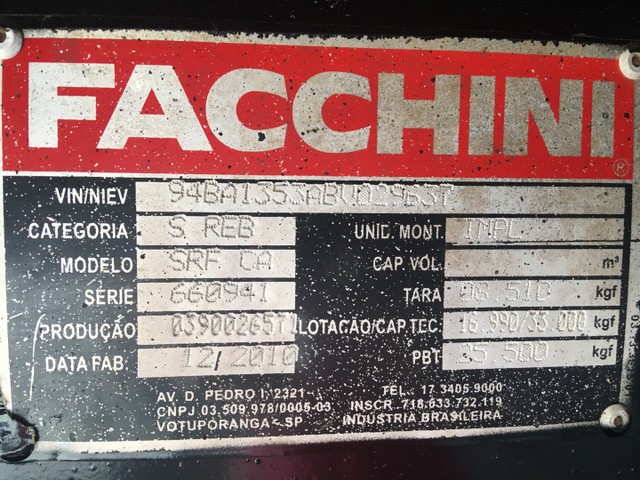 FACCHINI
®
VIN/NIEV 94BA1353ABV029637
CATEGORIA S REB UNID. MONT. IMPL
MODELO SRF CA CAP. VOL. m³
SÉRIE 660941 TARA 08.510 kgf
PRODUÇÃO LOTAÇÃO/CAP.TEC. 16.990/33.000 kgf
DATA FAB. 12/2010 PBT 25.500 kgf
AV. D. PEDRO I, 2321 TEL. 17 3405.9000
CNPJ 03.509.978/0005-03 INSCR. 718.033.732.119
VOTUPORANGA - SP INDÚSTRIA BRASILEIRA